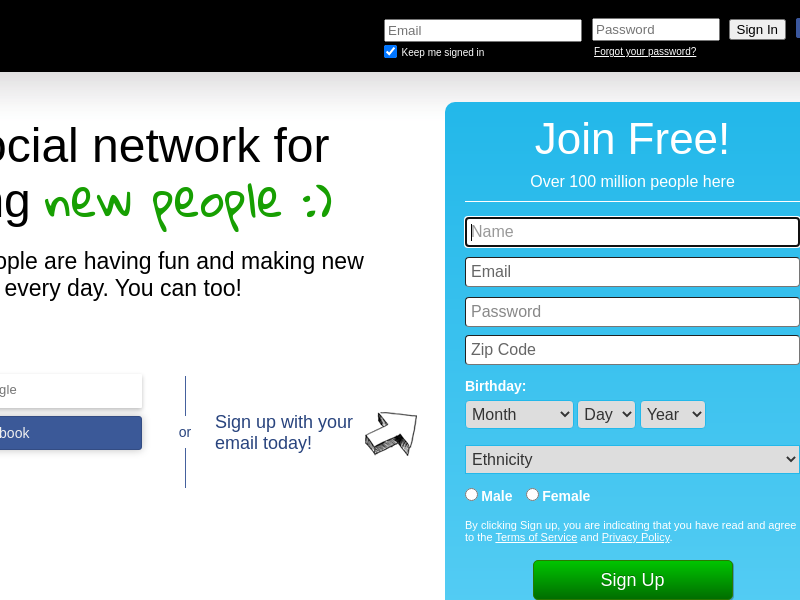 Email
Password
Sign In
Keep me signed in
Forgot your password?
ocial network for
new people :)
ople are having fun and making new
every day. You can too!
gle
book
or
Sign up with your
email today!
Join Free!
Over 100 million people here
Name
Email
Password
Zip Code
Birthday:
Month Day Year
Ethnicity
Male Female
By clicking Sign up, you are indicating that you have read and agree
to the Terms of Service and Privacy Policy.
Sign Up